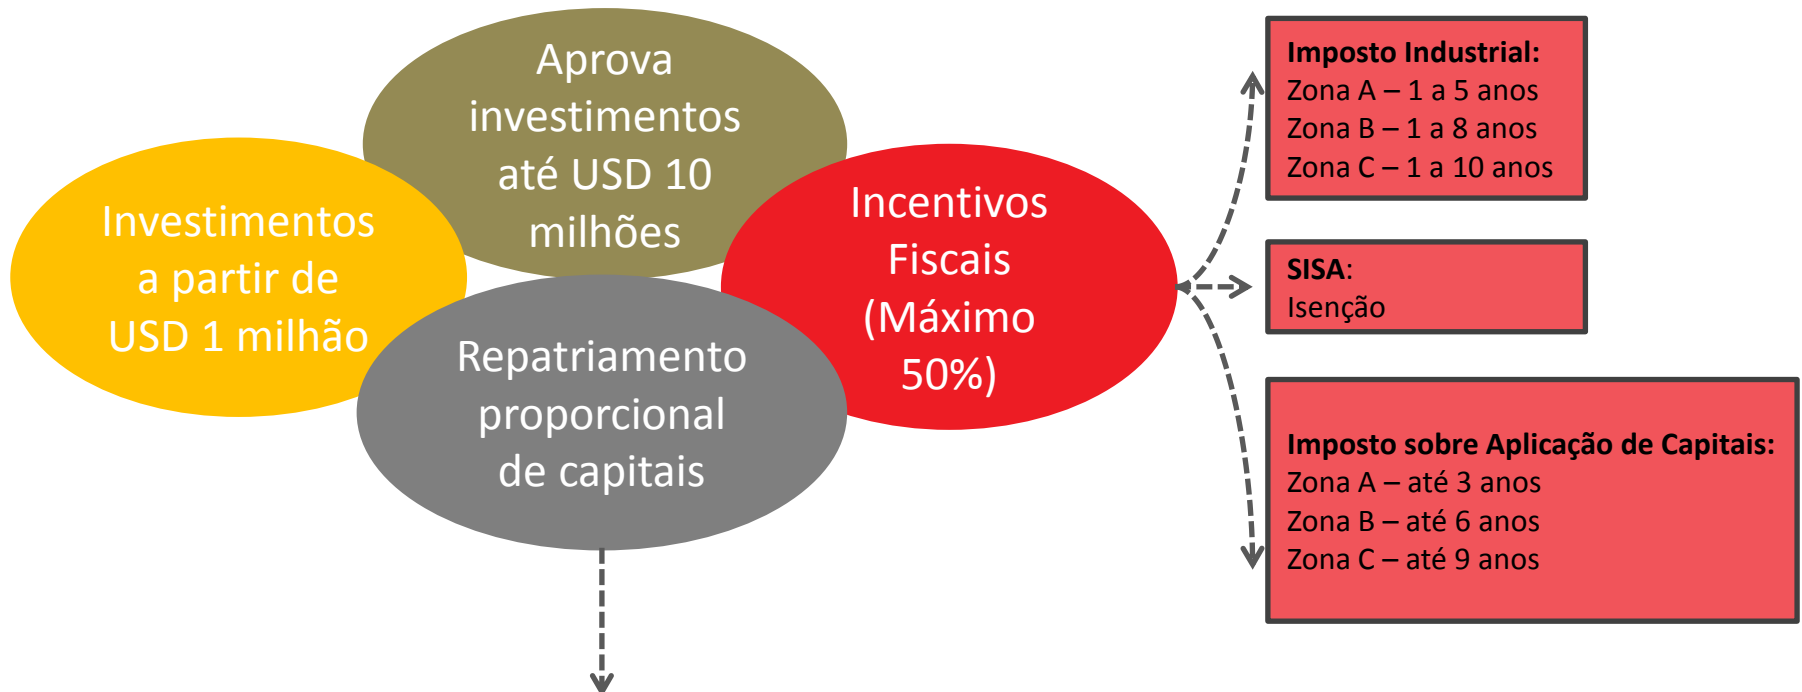 Investimentos
a partir de
USD 1 milhão
Aprova
investimentos
até USD 10
milhões
Repatriamento
proporcional
de capitais
Incentivos
Fiscais
(Máximo
50%)
Imposto Industrial:
Zona A – 1 a 5 anos
Zona B – 1 a 8 anos
Zona C – 1 a 10 anos
SISA:
Isenção
Imposto sobre Aplicação de Capitais:
Zona A – até 3 anos
Zona B – até 6 anos
Zona C – até 9 anos